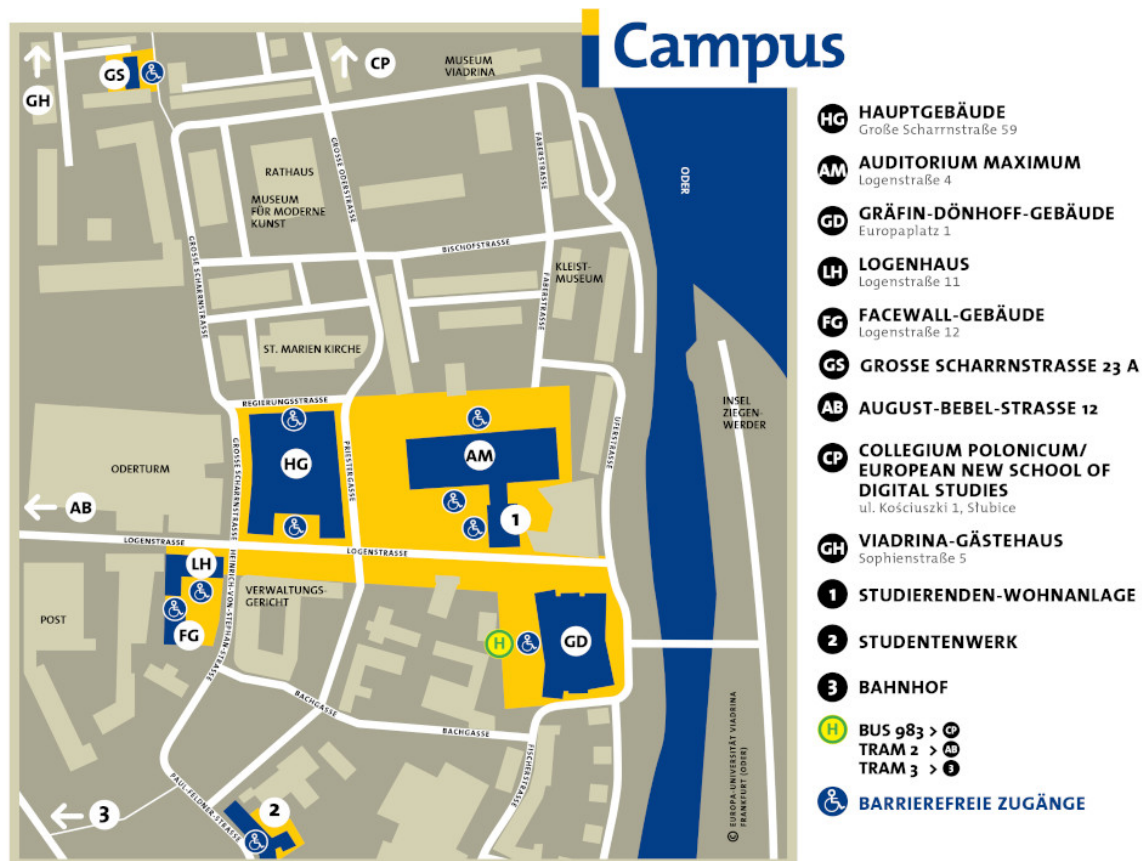 Campus
GH
GS
CP
MUSEUM
VIADRINA
GROSSE ODERSTRASSE
FABERSTRASSE
ODER
RATHAUS
MUSEUM
FÜR MODERNE
KUNST
GROSSE SCHARRNSTRASSE
BISCHOFSTRASSE
KLEIST-
MUSEUM
FABERSTRASSE
ST. MARIEN KIRCHE
REGIERUNGSSTRASSE
INSEL
ZIEGEN-
WERDER
UFERSTRASSE
GROSSE SCHARRNSTRASSE
PRIESTERGASSE
HG
AM
ODERTURM
AB
1
LOGENSTRASSE
LOGENSTRASSE
LH
HEINRICH-VON-STEPHAN-STRASSE
VERWALTUNGS-
GERICHT
POST
FG
H
GD
BACHGASSE
BACHGASSE
FISCHERSTRASSE
PAUL-FELDNER-STRASSE
3
2
© EUROPA-UNIVERSITÄT VIADRINA
FRANKFURT (ODER)
HG HAUPTGEBÄUDE
Große Scharrnstraße 59
AM AUDITORIUM MAXIMUM
Logenstraße 4
GD GRÄFIN-DÖNHOFF-GEBÄUDE
Europaplatz 1
LH LOGENHAUS
Logenstraße 11
FG FACEWALL-GEBÄUDE
Logenstraße 12
GS GROSSE SCHARRNSTRASSE 23 A
AB AUGUST-BEBEL-STRASSE 12
CP COLLEGIUM POLONICUM/
EUROPEAN NEW SCHOOL OF
DIGITAL STUDIES
ul. Kościuszki 1, Słubice
GH VIADRINA-GÄSTEHAUS
Sophienstraße 5
1 STUDIERENDEN-WOHNANLAGE
2 STUDENTENWERK
3 BAHNHOF
H BUS 983 > CP
TRAM 2 > AB
TRAM 3 > 3
BARRIEREFREIE ZUGÄNGE